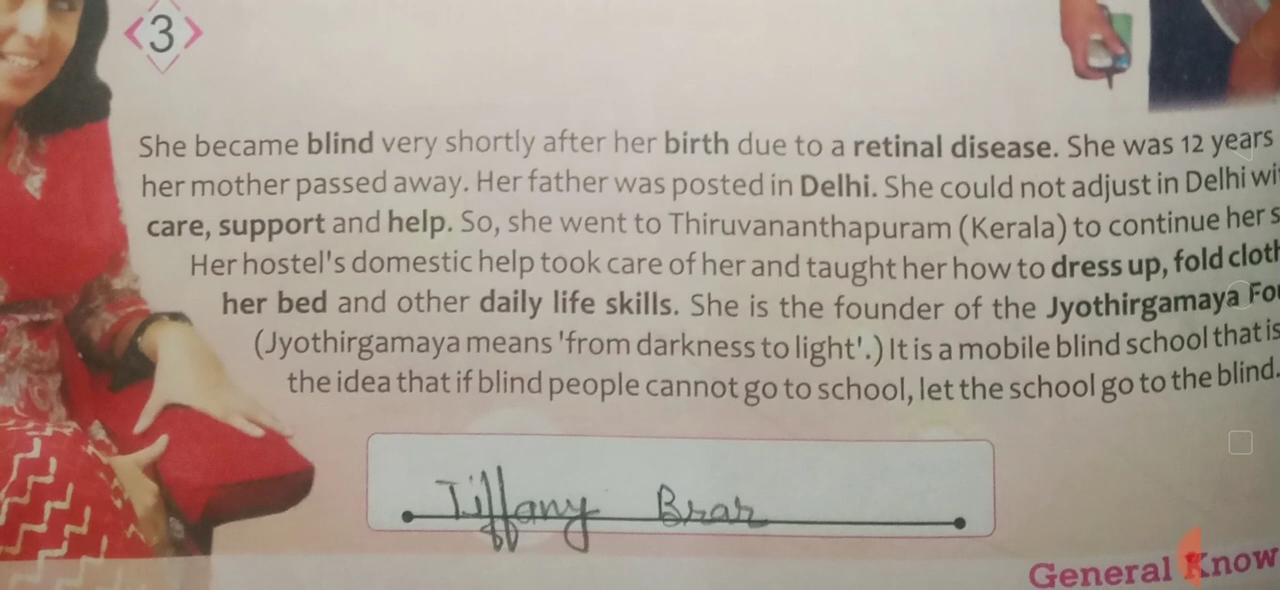 3
She became blind very shortly after her birth due to a retinal disease. She was 12 years
her mother passed away. Her father was posted in Delhi. She could not adjust in Delhi
care, support and help. So, she went to Thiruvananthapuram (Kerala) to continue her
Her hostel's domestic help took care of her and taught her how to dress up, fold
her bed and other daily life skills. She is the founder of the Jyothirgamaya
(Jyothirgamaya means 'from darkness to light'.) It is a mobile blind school that is
the idea that if blind people cannot go to school, let the school go to the blind.
Tiffany Brar
General Know